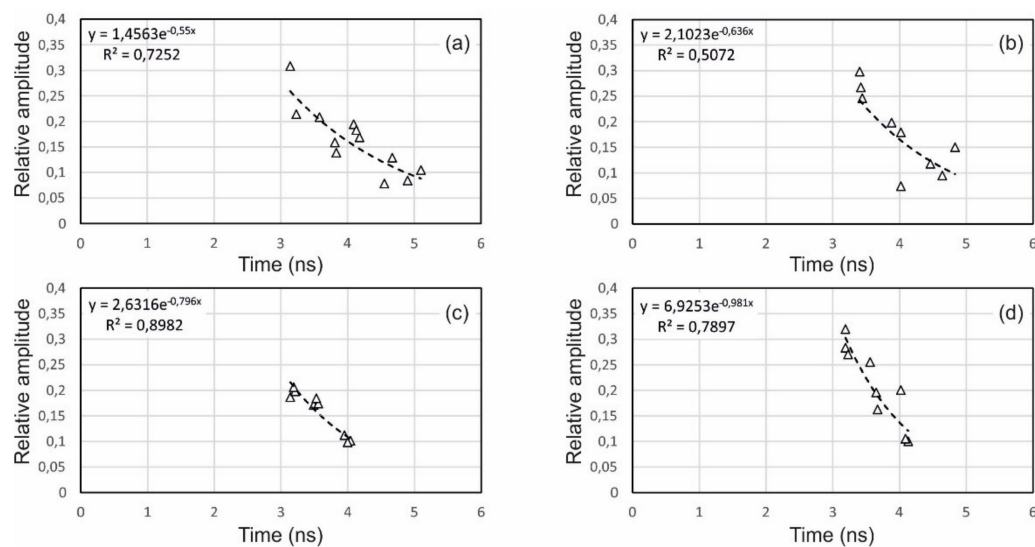 y = 1,4563e^-0,55x
R² = 0,7252
(a)
Relative amplitude
0,4
0,35
0,3
0,25
0,2
0,15
0,1
0,05
0
0 1 2 3 4 5 6
Time (ns)
y = 2,1023e^-0,636x
R² = 0,5072
(b)
Relative amplitude
0,4
0,35
0,3
0,25
0,2
0,15
0,1
0,05
0
0 1 2 3 4 5 6
Time (ns)
y = 2,6316e^-0,796x
R² = 0,8982
(c)
Relative amplitude
0,4
0,35
0,3
0,25
0,2
0,15
0,1
0,05
0
0 1 2 3 4 5 6
Time (ns)
y = 6,9253e^-0,981x
R² = 0,7897
(d)
Relative amplitude
0,4
0,35
0,3
0,25
0,2
0,15
0,1
0,05
0
0 1 2 3 4 5 6
Time (ns)